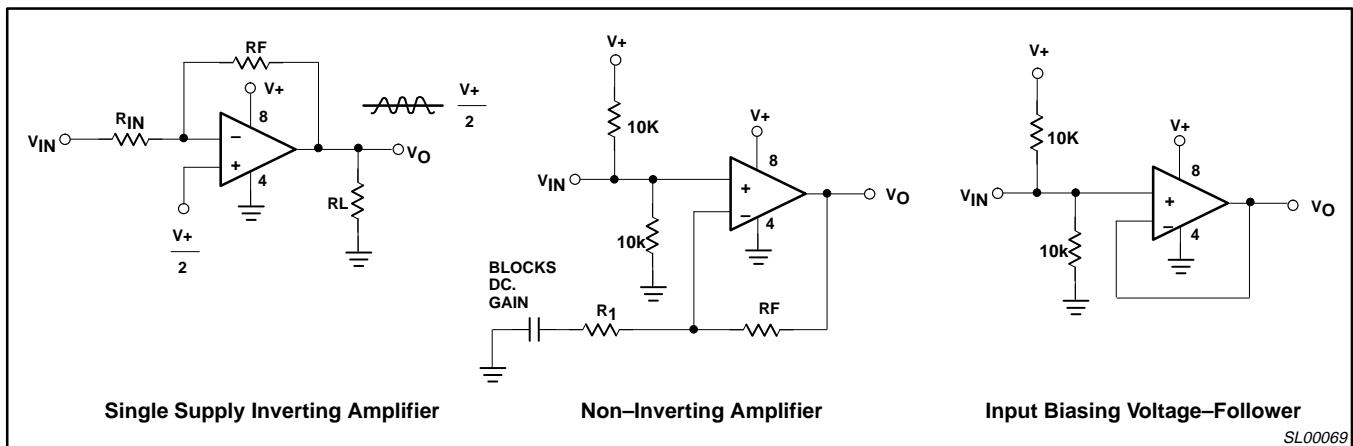 RF
V+
8
RIN
VIN
−
+
4
V+
2
VO
RL
V+
2
Single Supply Inverting Amplifier
V+
10K
V+
8
VIN
+
−
4
VO
10k
BLOCKS
DC.
GAIN
R1
RF
Non–Inverting Amplifier
V+
10K
V+
8
VIN
+
−
4
VO
10k
Input Biasing Voltage–Follower
SL00069